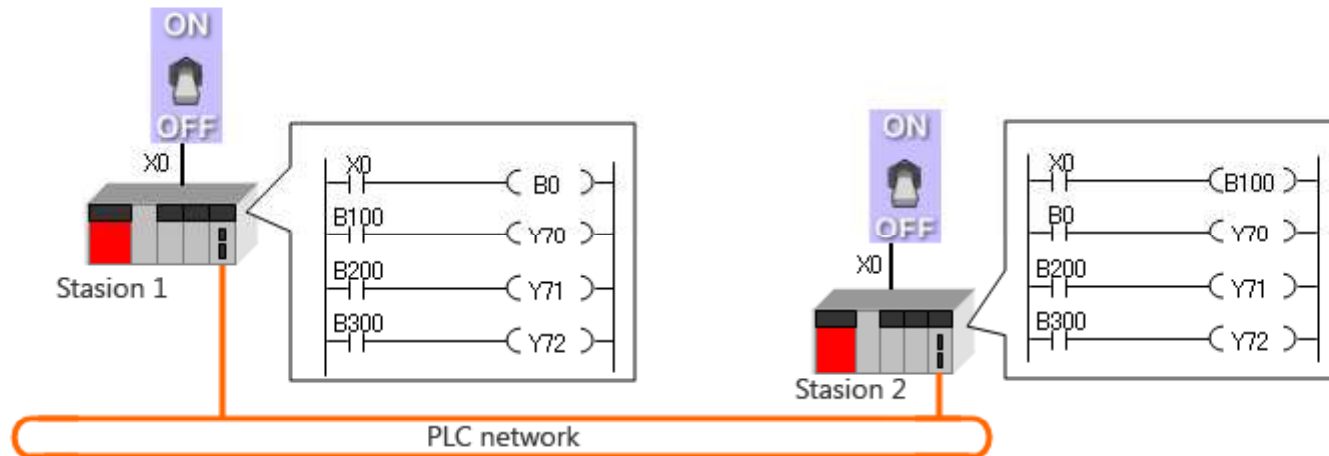 ON
OFF
X0
Stasion 1
X0 B0
B100 Y70
B200 Y71
B300 Y72
ON
OFF
X0
Stasion 2
X0 B100
B0 Y70
B200 Y71
B300 Y72
PLC network